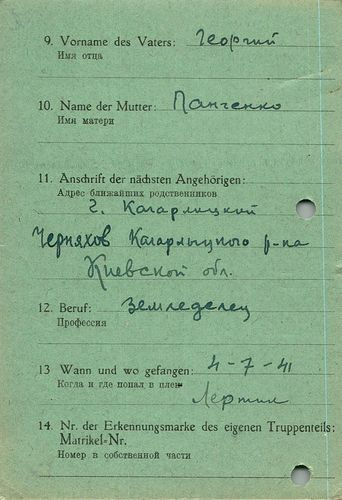 9. Vorname des Vaters: Георгий
Имя отца
10. Name der Mutter: Панченко
Имя матери
11. Anschrift der nächsten Angehörigen:
Адрес ближайших родственников
г. Кагарлицкий
Черняхов Кагарлыцкого р-на
Киевской обл.
12. Beruf: Земледелец
Профессия
13 Wann und wo gefangen: 4-7-41
Когда и где попал в плен
14. Nr. der Erkennungsmarke des eigenen Truppenteils:
Matrikel-Nr.
Номер в собственной части